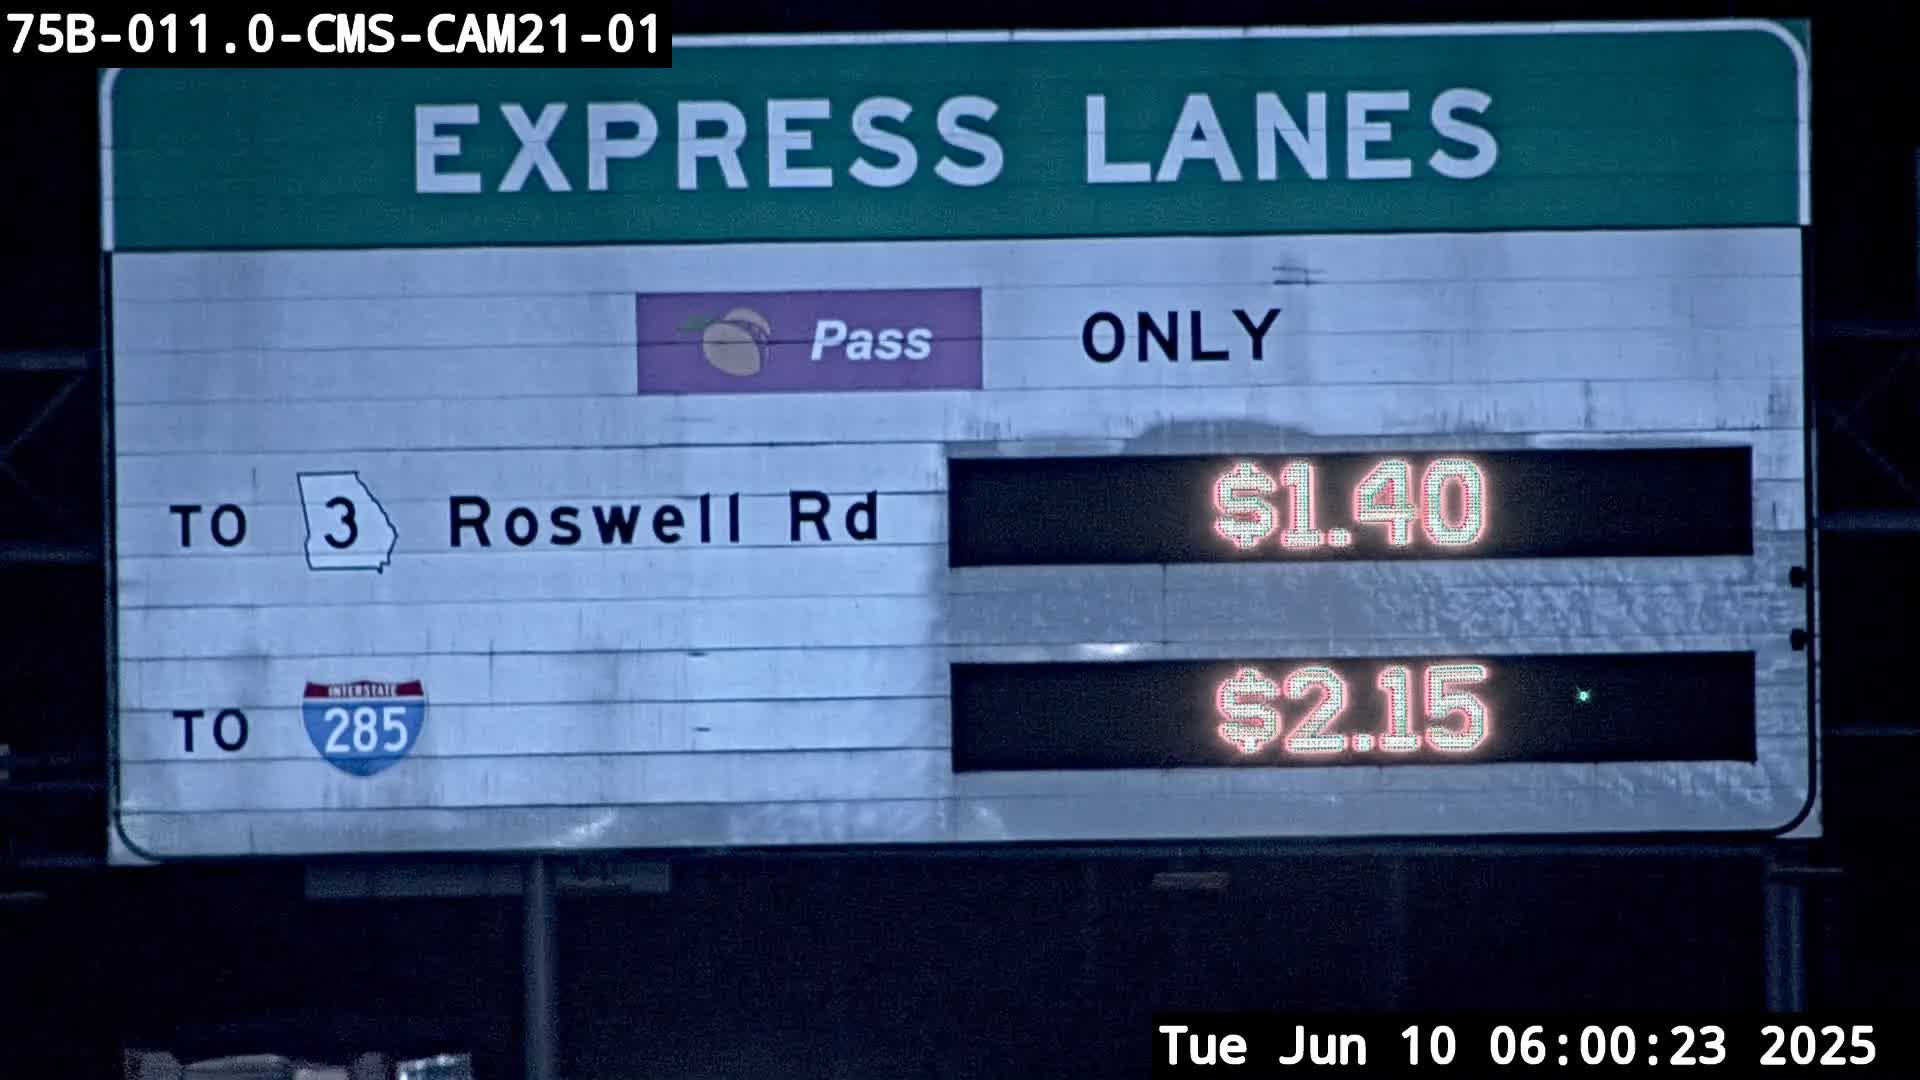 75B-011.0-CMS-CAM21-01
EXPRESS LANES
Pass ONLY
TO 3 Roswell Rd $1.40
INTERSTATE
TO 285 $2.15
Tue Jun 10 06:00:23 2025